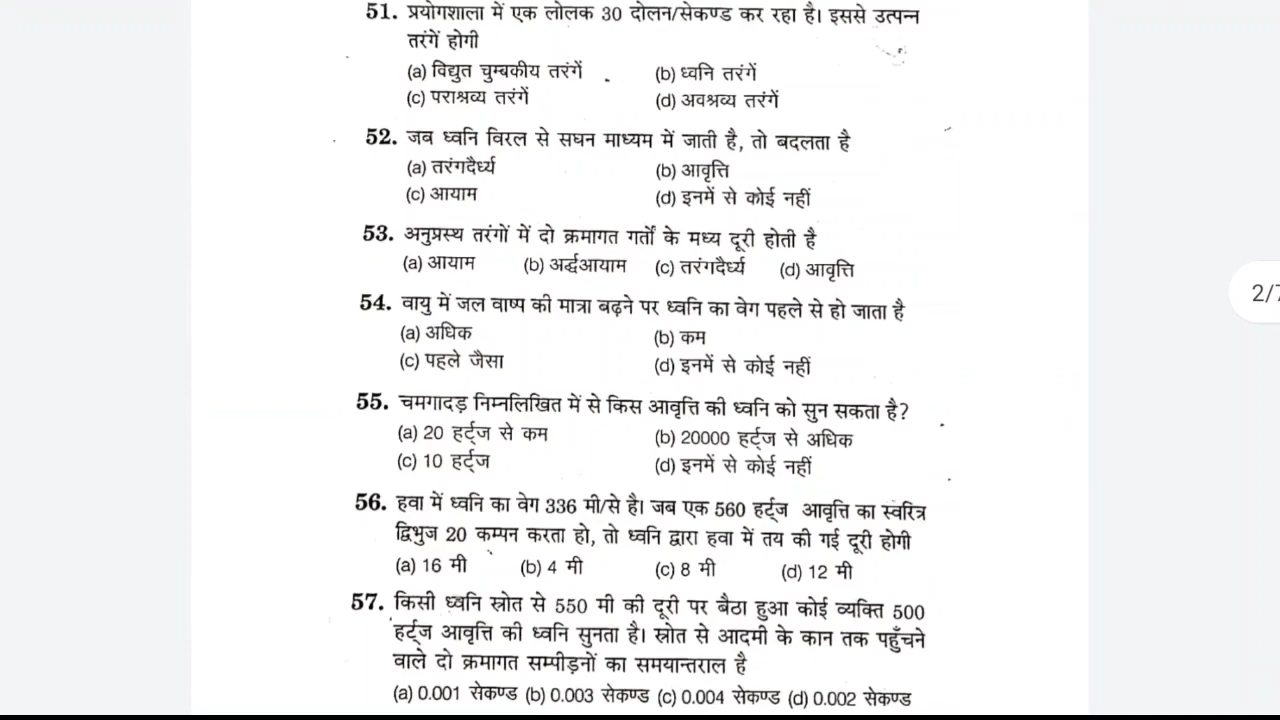 51. प्रयोगशाला में एक लोलक 30 दोलन/सेकण्ड कर रहा है। इससे उत्पन्न
तरंगें होगी
(a) विद्युत चुम्बकीय तरंगें (b) ध्वनि तरंगें
(c) पराश्रव्य तरंगें (d) अवश्रव्य तरंगें
52. जब ध्वनि विरल से सघन माध्यम में जाती है, तो बदलता है
(a) तरंगदैर्ध्य (b) आवृत्ति
(c) आयाम (d) इनमें से कोई नहीं
53. अनुप्रस्थ तरंगों में दो क्रमागत गर्तों के मध्य दूरी होती है
(a) आयाम (b) अर्द्धआयाम (c) तरंगदैर्ध्य (d) आवृत्ति
54. वायु में जल वाष्प की मात्रा बढ़ने पर ध्वनि का वेग पहले से हो जाता है
(a) अधिक (b) कम
(c) पहले जैसा (d) इनमें से कोई नहीं
2/7
55. चमगादड़ निम्नलिखित में से किस आवृत्ति की ध्वनि को सुन सकता है?
(a) 20 हर्ट्ज से कम (b) 20000 हर्ट्ज से अधिक
(c) 10 हर्ट्ज (d) इनमें से कोई नहीं
56. हवा में ध्वनि का वेग 336 मी/से है। जब एक 560 हर्ट्ज आवृत्ति का स्वरित्र
द्विभुज 20 कम्पन करता हो, तो ध्वनि द्वारा हवा में तय की गई दूरी होगी
(a) 16 मी (b) 4 मी (c) 8 मी (d) 12 मी
57. किसी ध्वनि स्रोत से 550 मी की दूरी पर बैठा हुआ कोई व्यक्ति 500
हर्ट्ज आवृत्ति की ध्वनि सुनता है। स्रोत से आदमी के कान तक पहुँचने
वाले दो क्रमागत सम्पीड़नों का समयान्तराल है
(a) 0.001 सेकण्ड (b) 0.003 सेकण्ड (c) 0.004 सेकण्ड (d) 0.002 सेकण्ड